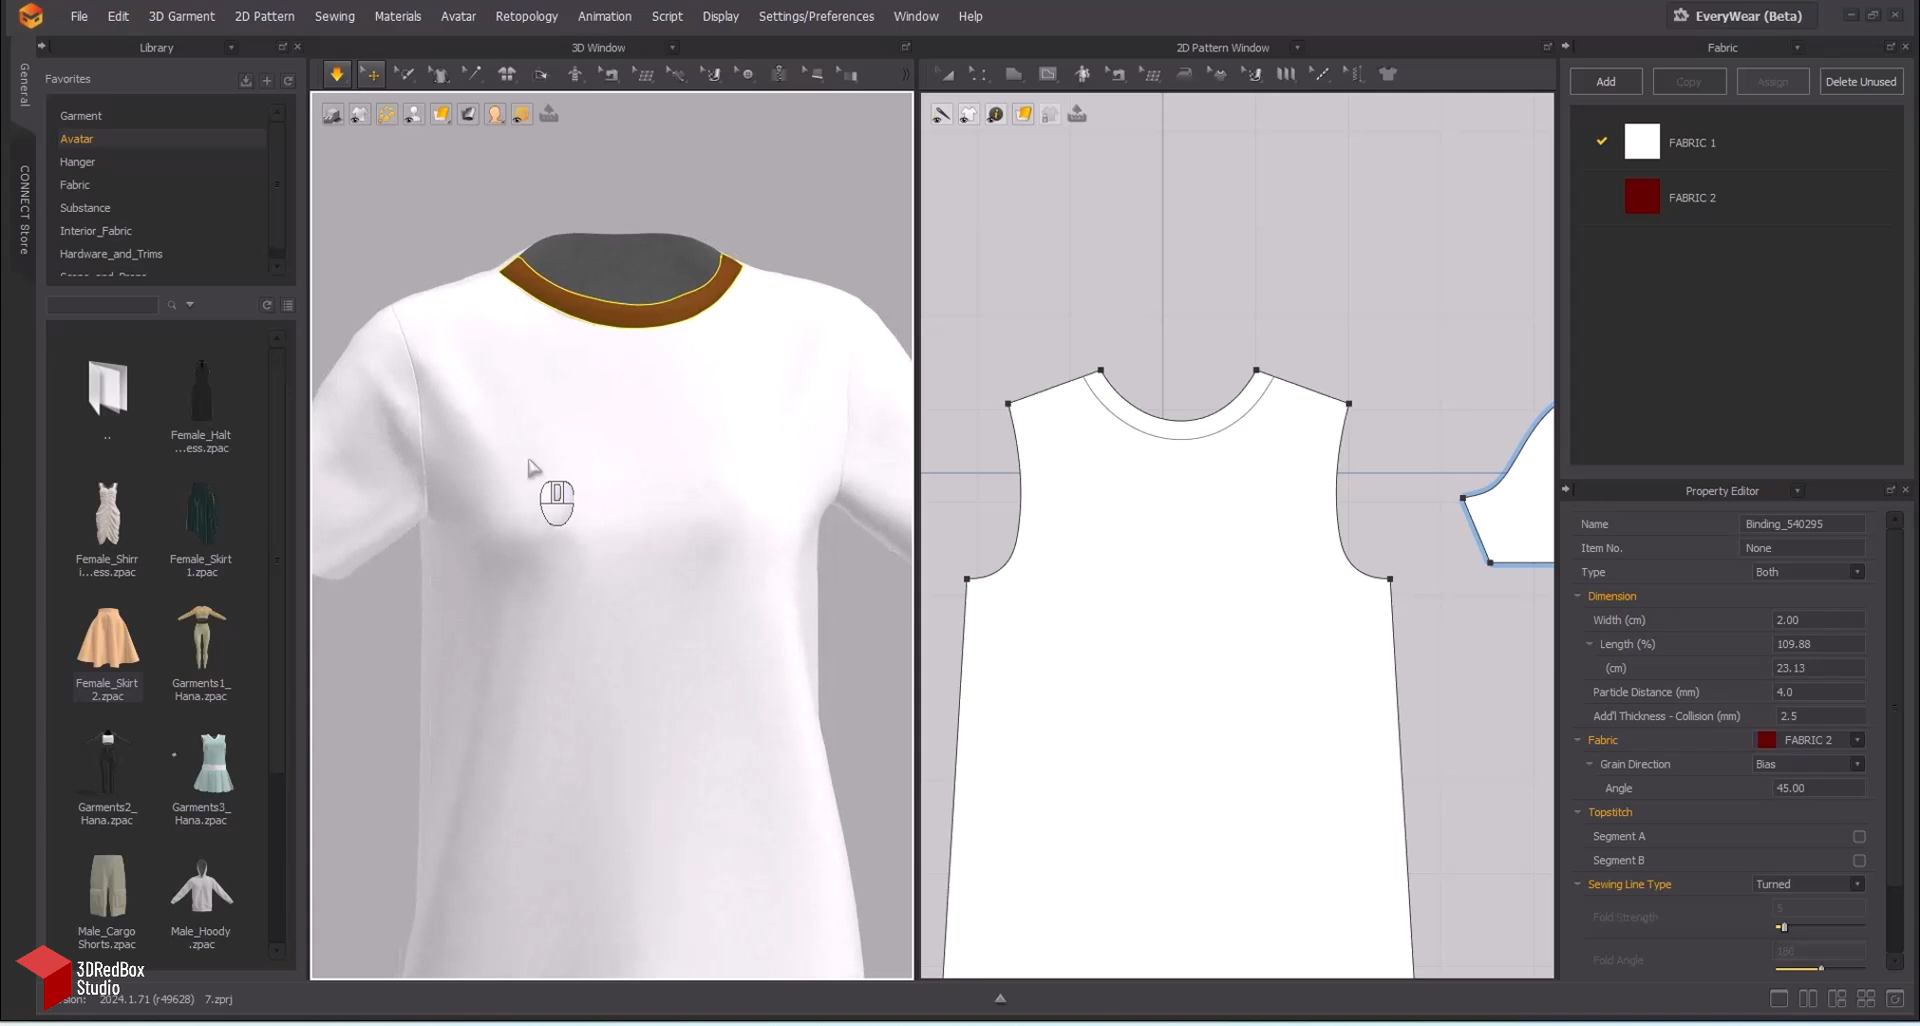 File Edit 3D Garment 2D Pattern Sewing Materials Avatar Retopology Animation Script Display Settings/Preferences Window Help
EveryWear (Beta)
Library
3D Window
2D Pattern Window
Fabric
General
CONNECT Store
Favorites
Garment
Avatar
Hanger
Fabric
Substance
Interior_Fabric
Hardware_and_Trims
..
Female_Halt
...ess.zpac
Female_Shirr
i...ess.zpac
Female_Skirt
1.zpac
Female_Skirt
2.zpac
Garments1_
Hana.zpac
Garments2_
Hana.zpac
Garments3_
Hana.zpac
Male_Cargo
Shorts.zpac
Male_Hoody
.zpac
Add
Copy
Assign
Delete Unused
FABRIC 1
FABRIC 2
Property Editor
Name Binding_540295
Item No. None
Type Both
Dimension
Width (cm) 2.00
Length (%) 109.88
(cm) 23.13
Particle Distance (mm) 4.0
Add'l Thickness - Collision (mm) 2.5
Fabric FABRIC 2
Grain Direction Bias
Angle 45.00
Topstitch
Segment A
Segment B
Sewing Line Type Turned
Fold Strength 5
Fold Angle 180
3DRedBox
Studio
2024.1.71 (r49628) 7.zprj